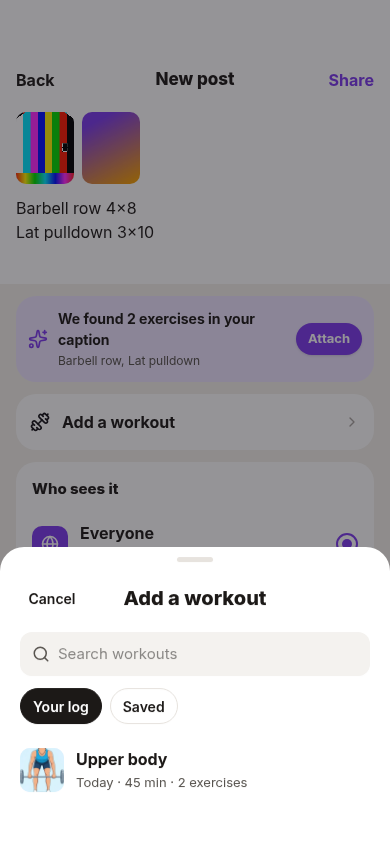 Back
New post
Share
Barbell row 4×8
Lat pulldown 3×10
We found 2 exercises in your
caption
Barbell row, Lat pulldown
Attach
Add a workout
Who sees it
Everyone
Cancel
Add a workout
Search workouts
Your log
Saved
Upper body
Today · 45 min · 2 exercises